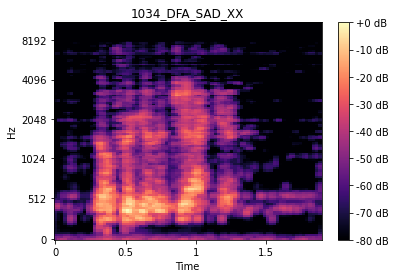 1034_DFA_SAD_XX
+0 dB
8192
-10 dB
4096
-20 dB
-30 dB
2048
-40 dB
Hz
1024
-50 dB
-60 dB
512
-70 dB
0
-80 dB
0
0.5
1
1.5
Time